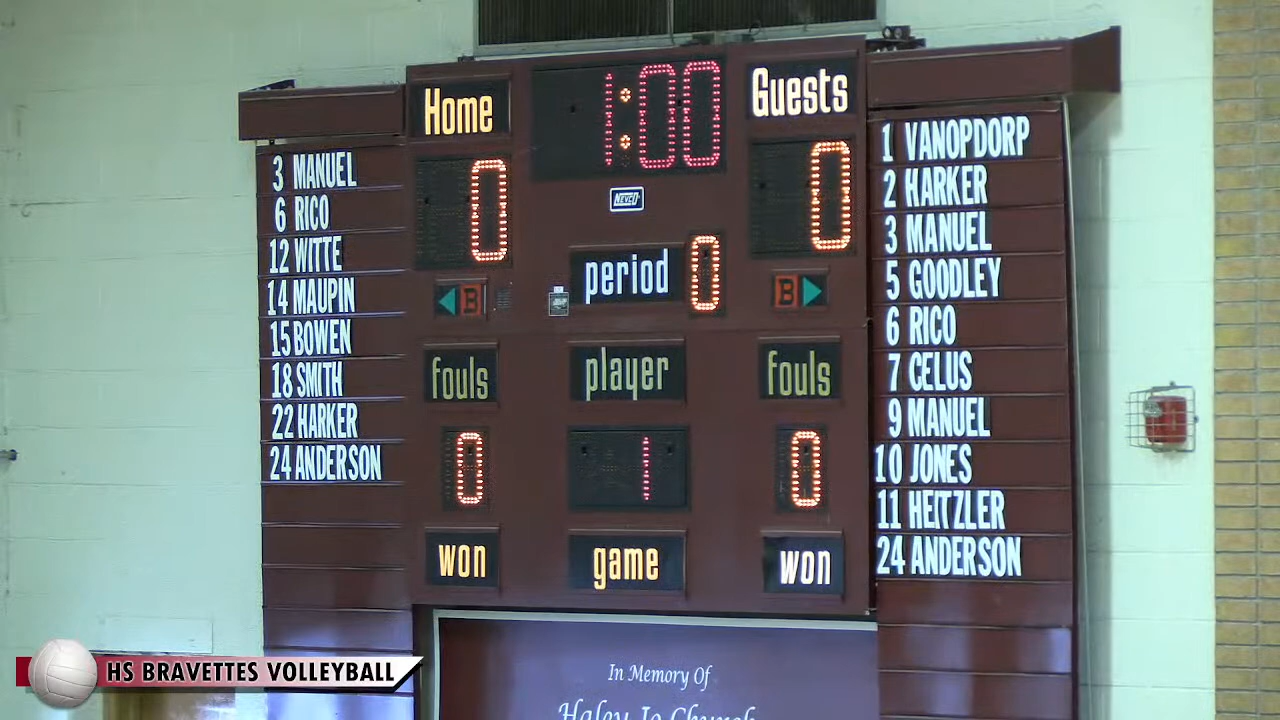 Home
1:00
Guests
0
NEVCO
0
period 0
B
B
fouls
player
fouls
0
1
0
won
game
won
3 MANUEL
6 RICO
12 WITTE
14 MAUPIN
15 BOWEN
18 SMITH
22 HARKER
24 ANDERSON
1 VANOPDORP
2 HARKER
3 MANUEL
5 GOODLEY
6 RICO
7 CELUS
9 MANUEL
10 JONES
11 HEITZLER
24 ANDERSON
In Memory Of
Haley Jo Church
HS BRAVETTES VOLLEYBALL